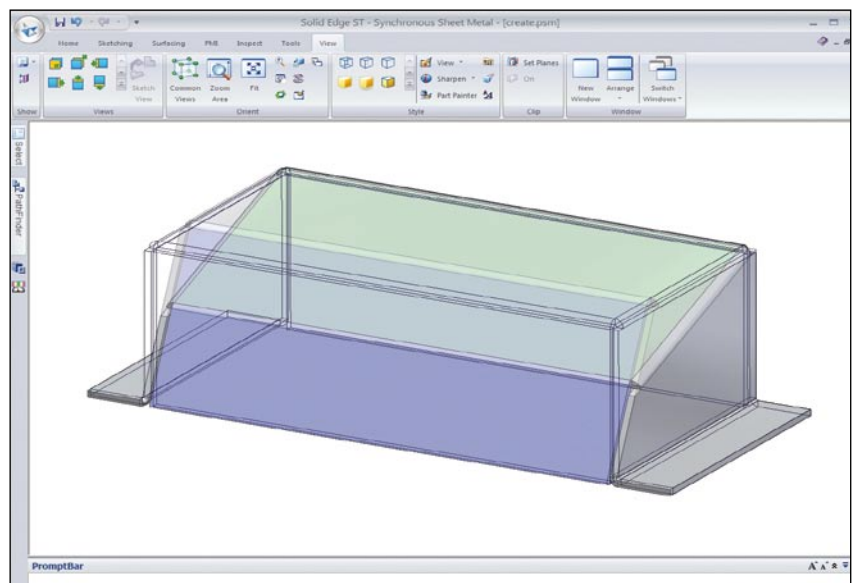 Solid Edge ST - Synchronous Sheet Metal - [create.psm]
Home Sketching Surfacing PMI Inspect Tools View
View
Set Planes
Sharpen
On
Part Painter
Sketch View
Common Views
Zoom Area
Fit
New Window
Arrange
Switch Windows
Show Views Orient Style Clip Window
Select
PathFinder
PromptBar